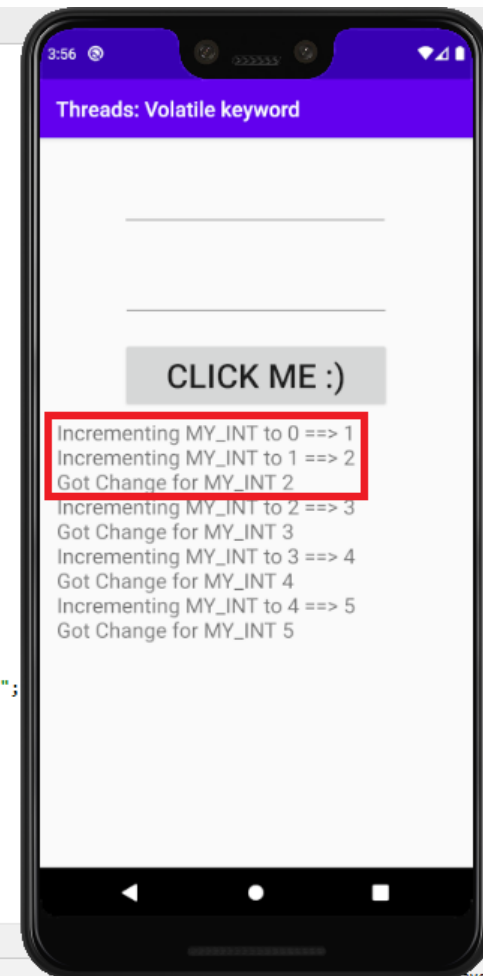 3:56
Threads: Volatile keyword
CLICK ME :)
Incrementing MY_INT to 0 ==> 1
Incrementing MY_INT to 1 ==> 2
Got Change for MY_INT 2
Incrementing MY_INT to 2 ==> 3
Got Change for MY_INT 3
Incrementing MY_INT to 3 ==> 4
Got Change for MY_INT 4
Incrementing MY_INT to 4 ==> 5
Got Change for MY_INT 5
";